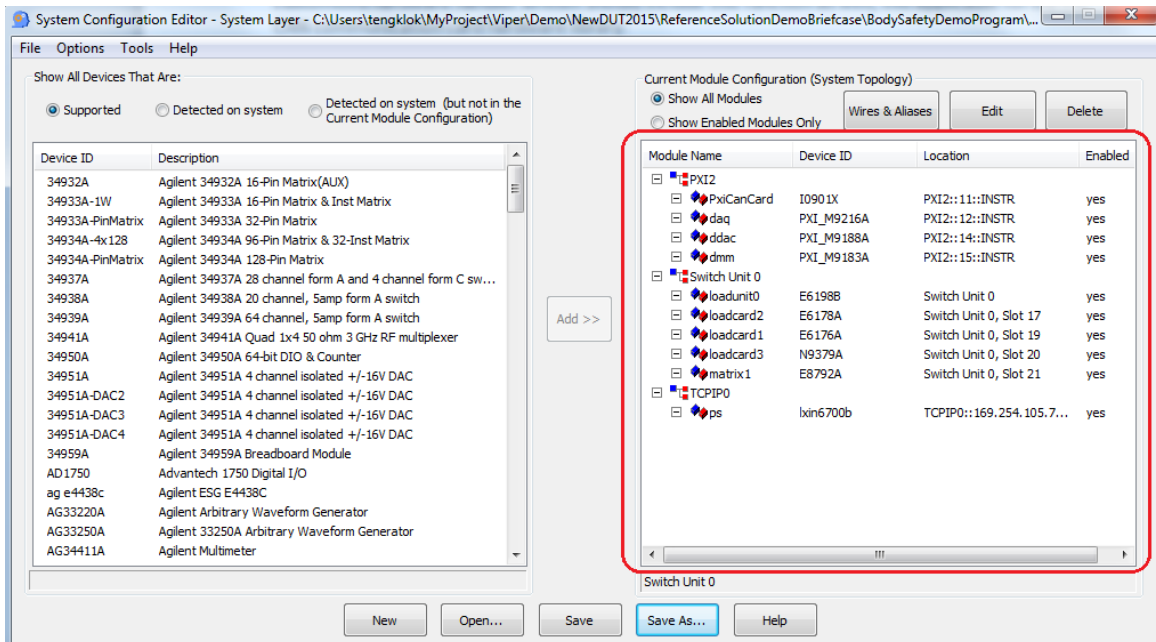 System Configuration Editor - System Layer - C:\Users\tengklok\MyProject\Viper\Demo\NewDUT2015\ReferenceSolutionDemoBriefcase\BodySafetyDemoProgram\...
File Options Tools Help
Show All Devices That Are:
Supported
Detected on system
Detected on system (but not in the
Current Module Configuration)
Device ID Description
34932A Agilent 34932A 16-Pin Matrix(AUX)
34933A-1W Agilent 34933A 16-Pin Matrix & Inst Matrix
34933A-PinMatrix Agilent 34933A 32-Pin Matrix
34934A-4x128 Agilent 34934A 96-Pin Matrix & 32-Inst Matrix
34934A-PinMatrix Agilent 34934A 128-Pin Matrix
34937A Agilent 34937A 28 channel form A and 4 channel form C sw...
34938A Agilent 34938A 20 channel, 5amp form A switch
34939A Agilent 34939A 64 channel, 5amp form A switch
34941A Agilent 34941A Quad 1x4 50 ohm 3 GHz RF multiplexer
34950A Agilent 34950A 64-bit DIO & Counter
34951A Agilent 34951A 4 channel isolated +/-16V DAC
34951A-DAC2 Agilent 34951A 4 channel isolated +/-16V DAC
34951A-DAC3 Agilent 34951A 4 channel isolated +/-16V DAC
34951A-DAC4 Agilent 34951A 4 channel isolated +/-16V DAC
34959A Agilent 34959A Breadboard Module
AD1750 Advantech 1750 Digital I/O
ag e4438c Agilent ESG E4438C
AG33220A Agilent Arbitrary Waveform Generator
AG33250A Agilent 33250A Arbitrary Waveform Generator
AG34411A Agilent Multimeter
Add >>
Current Module Configuration (System Topology)
Show All Modules
Show Enabled Modules Only
Wires & Aliases
Edit
Delete
Module Name Device ID Location Enabled
PXI2
PxiCanCard I0901X PXI2::11::INSTR yes
daq PXI_M9216A PXI2::12::INSTR yes
ddac PXI_M9188A PXI2::14::INSTR yes
dmm PXI_M9183A PXI2::15::INSTR yes
Switch Unit 0
loadunit0 E6198B Switch Unit 0 yes
loadcard2 E6178A Switch Unit 0, Slot 17 yes
loadcard1 E6176A Switch Unit 0, Slot 19 yes
loadcard3 N9379A Switch Unit 0, Slot 20 yes
matrix1 E8792A Switch Unit 0, Slot 21 yes
TCPIP0
ps lxin6700b TCPIP0::169.254.105.7... yes
Switch Unit 0
New
Open...
Save
Save As...
Help